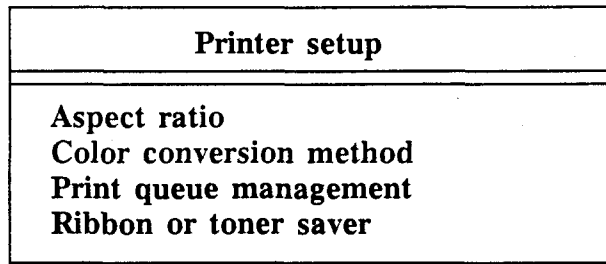 Printer setup
Aspect ratio
Color conversion method
Print queue management
Ribbon or toner saver